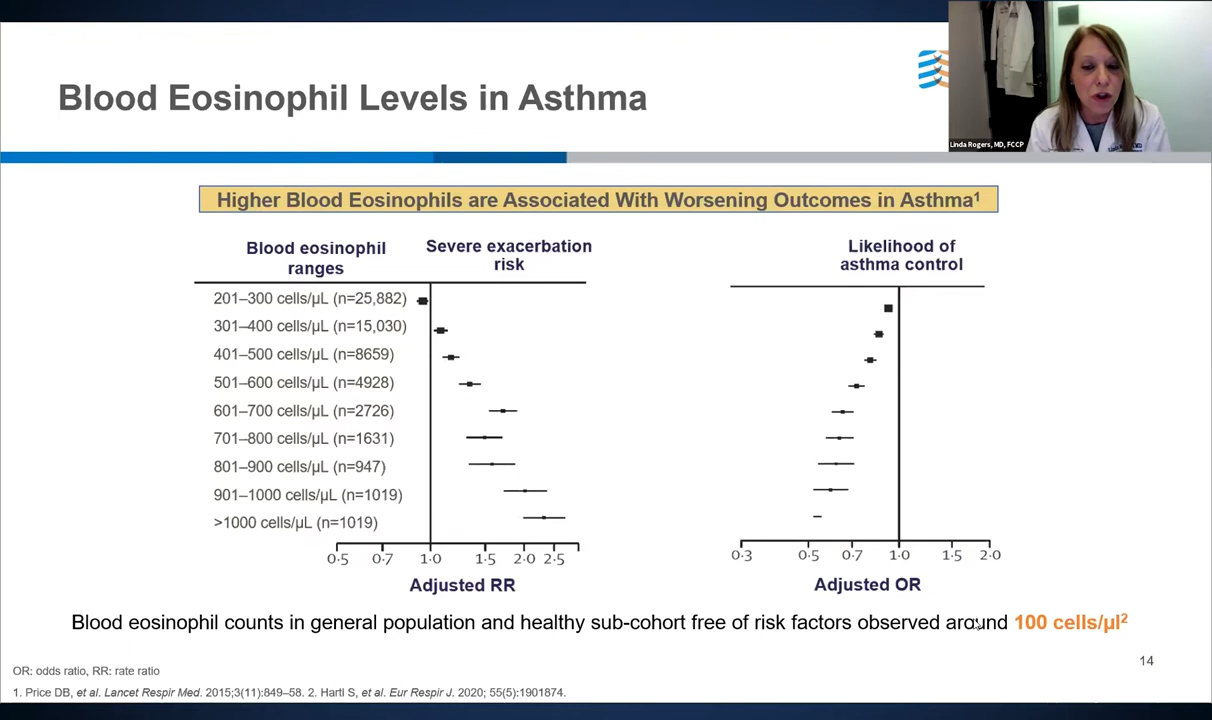 Blood Eosinophil Levels in Asthma
Linda Rogers, MD, FCCP
Higher Blood Eosinophils are Associated With Worsening Outcomes in Asthma¹
Blood eosinophil
ranges
Severe exacerbation
risk
201–300 cells/µL (n=25,882)
301–400 cells/µL (n=15,030)
401–500 cells/µL (n=8659)
501–600 cells/µL (n=4928)
601–700 cells/µL (n=2726)
701–800 cells/µL (n=1631)
801–900 cells/µL (n=947)
901–1000 cells/µL (n=1019)
>1000 cells/µL (n=1019)
0·5 0·7 1·0 1·5 2·0 2·5
Adjusted RR
Likelihood of
asthma control
0·3 0·5 0·7 1·0 1·5 2·0
Adjusted OR
Blood eosinophil counts in general population and healthy sub-cohort free of risk factors observed around 100 cells/µl²
14
OR: odds ratio, RR: rate ratio
1. Price DB, et al. Lancet Respir Med. 2015;3(11):849–58. 2. Hartl S, et al. Eur Respir J. 2020; 55(5):1901874.